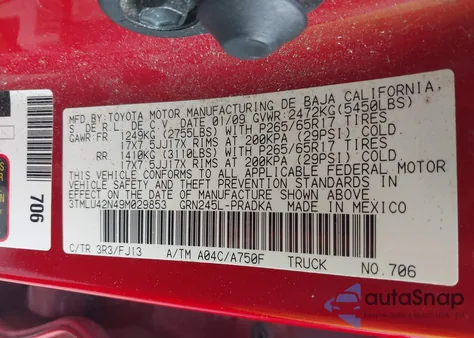 MFD.BY:TOYOTA MOTOR MANUFACTURING DE BAJA CALIFORNIA,
S DE R.L. DE C.V. DATE 01/09 GVWR: 2472KG(5450LBS)
GAWR: FR. 1249KG (2755LBS) WITH P265/65R17 TIRES
17X7 5JJ17X RIMS AT 200KPA (29PSI) COLD
RR. 1410KG (3110LBS) WITH P265/65R17 TIRES
17X7 5JJ17X RIMS AT 200KPA (29PSI) COLD
THIS VEHICLE CONFORMS TO ALL APPLICABLE FEDERAL MOTOR
VEHICLE SAFETY AND THEFT PREVENTION STANDARDS IN
EFFECT ON THE DATE OF MANUFACTURE SHOWN ABOVE.
3TMLU42N49M029853 GRN245L-PRADKA MADE IN MEXICO
C/TR 3R3/FJ13 A/TM A04C/A750F TRUCK NO.706
706
autoSnap